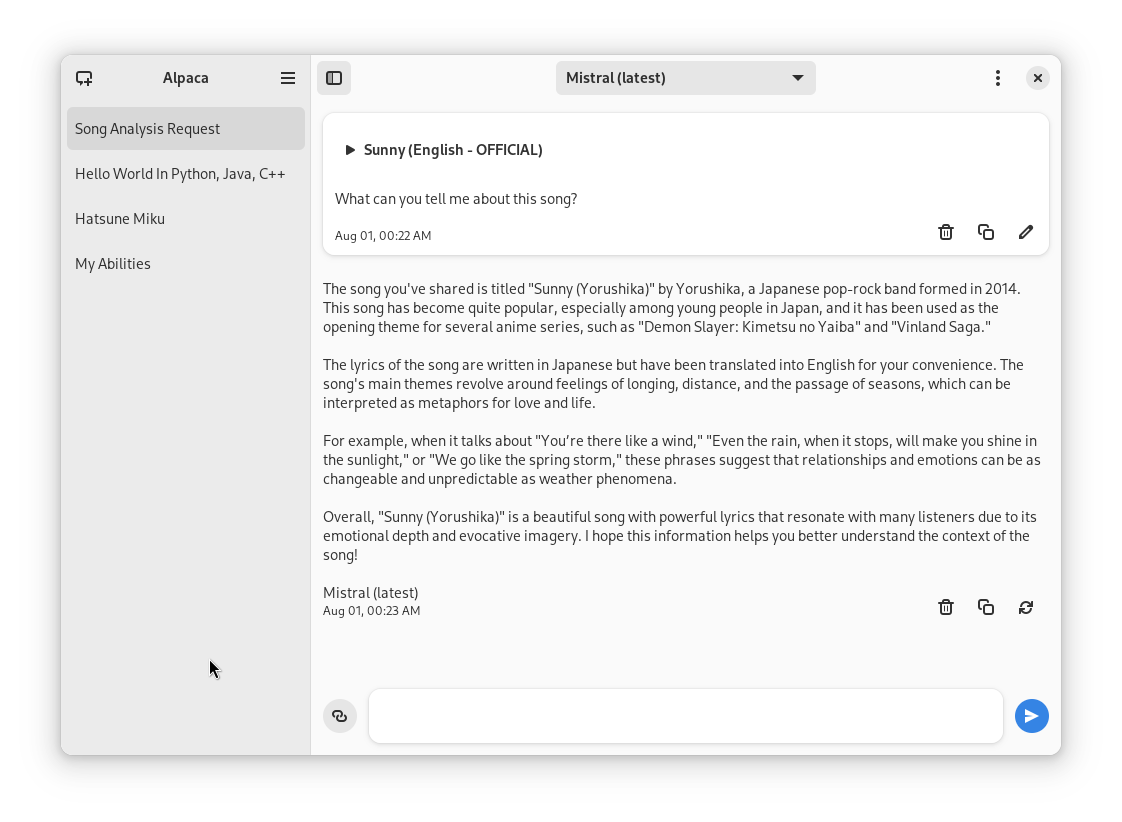 Alpaca
Mistral (latest)
Song Analysis Request
Hello World In Python, Java, C++
Hatsune Miku
My Abilities
Sunny (English - OFFICIAL)
What can you tell me about this song?
Aug 01, 00:22 AM
The song you've shared is titled "Sunny (Yorushika)" by Yorushika, a Japanese pop-rock band formed in 2014.
This song has become quite popular, especially among young people in Japan, and it has been used as the
opening theme for several anime series, such as "Demon Slayer: Kimetsu no Yaiba" and "Vinland Saga."
The lyrics of the song are written in Japanese but have been translated into English for your convenience. The
song's main themes revolve around feelings of longing, distance, and the passage of seasons, which can be
interpreted as metaphors for love and life.
For example, when it talks about "You’re there like a wind," "Even the rain, when it stops, will make you shine in
the sunlight," or "We go like the spring storm," these phrases suggest that relationships and emotions can be as
changeable and unpredictable as weather phenomena.
Overall, "Sunny (Yorushika)" is a beautiful song with powerful lyrics that resonate with many listeners due to its
emotional depth and evocative imagery. I hope this information helps you better understand the context of the
song!
Mistral (latest)
Aug 01, 00:23 AM